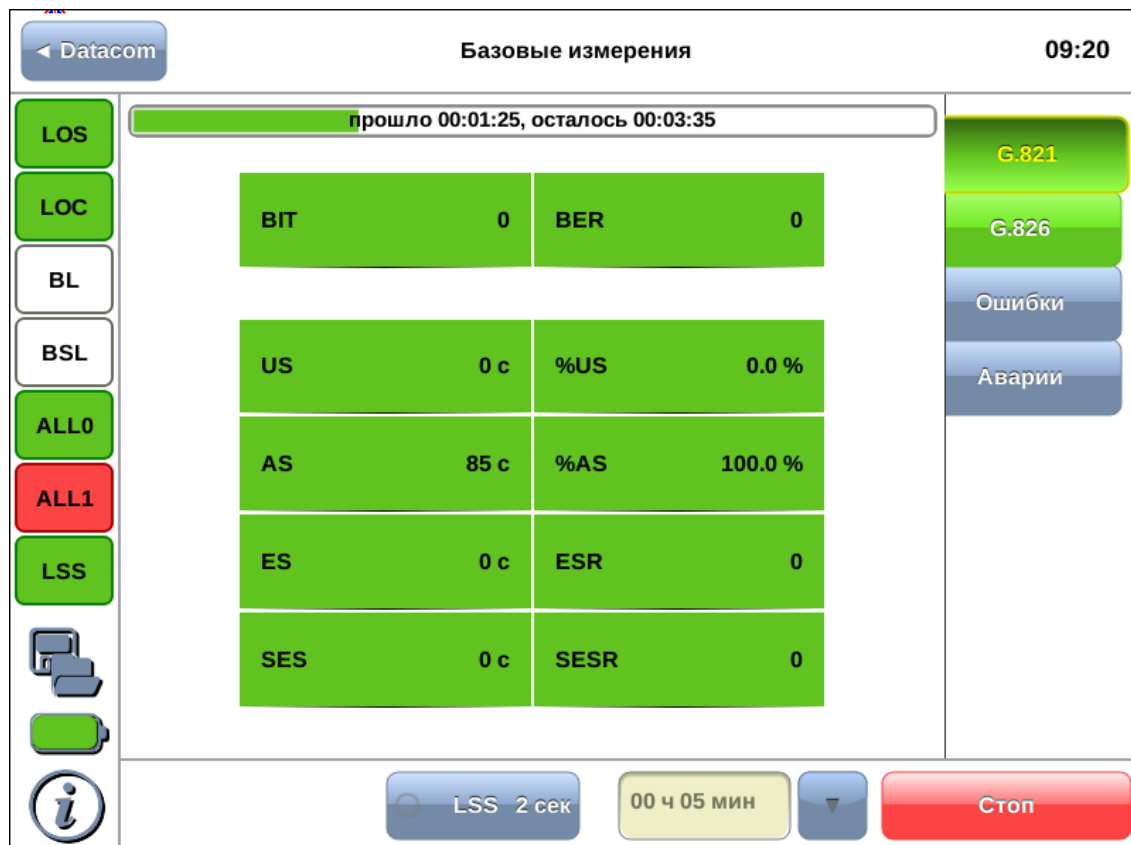 ◄ Datacom
Базовые измерения
09:20
прошло 00:01:25, осталось 00:03:35
LOS
LOC
BL
BSL
ALL0
ALL1
LSS
BIT 0 BER 0
US 0 с %US 0.0 %
AS 85 с %AS 100.0 %
ES 0 с ESR 0
SES 0 с SESR 0
G.821
G.826
Ошибки
Аварии
i
LSS 2 сек
00 ч 05 мин
▼
Стоп